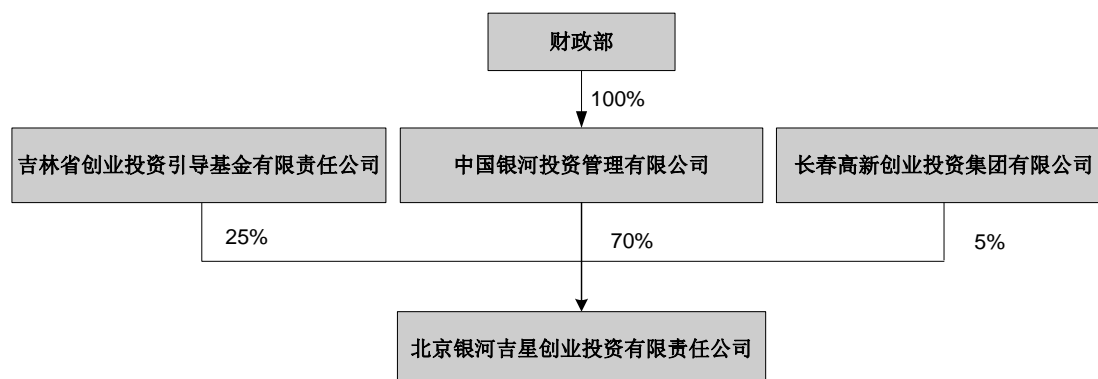 财政部
100%
吉林省创业投资引导基金有限责任公司
中国银河投资管理有限公司
长春高新创业投资集团有限公司
25%
70%
5%
北京银河吉星创业投资有限责任公司